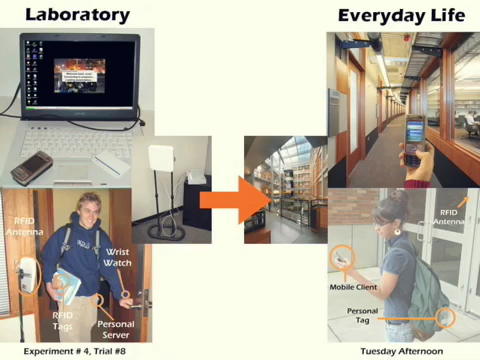 Laboratory
Everyday Life
RFID
Antenna
Wrist
Watch
RFID
Tags
Personal
Server
RFID
Antenna
Mobile Client
Personal
Tag
Experiment # 4, Trial #8
Tuesday Afternoon